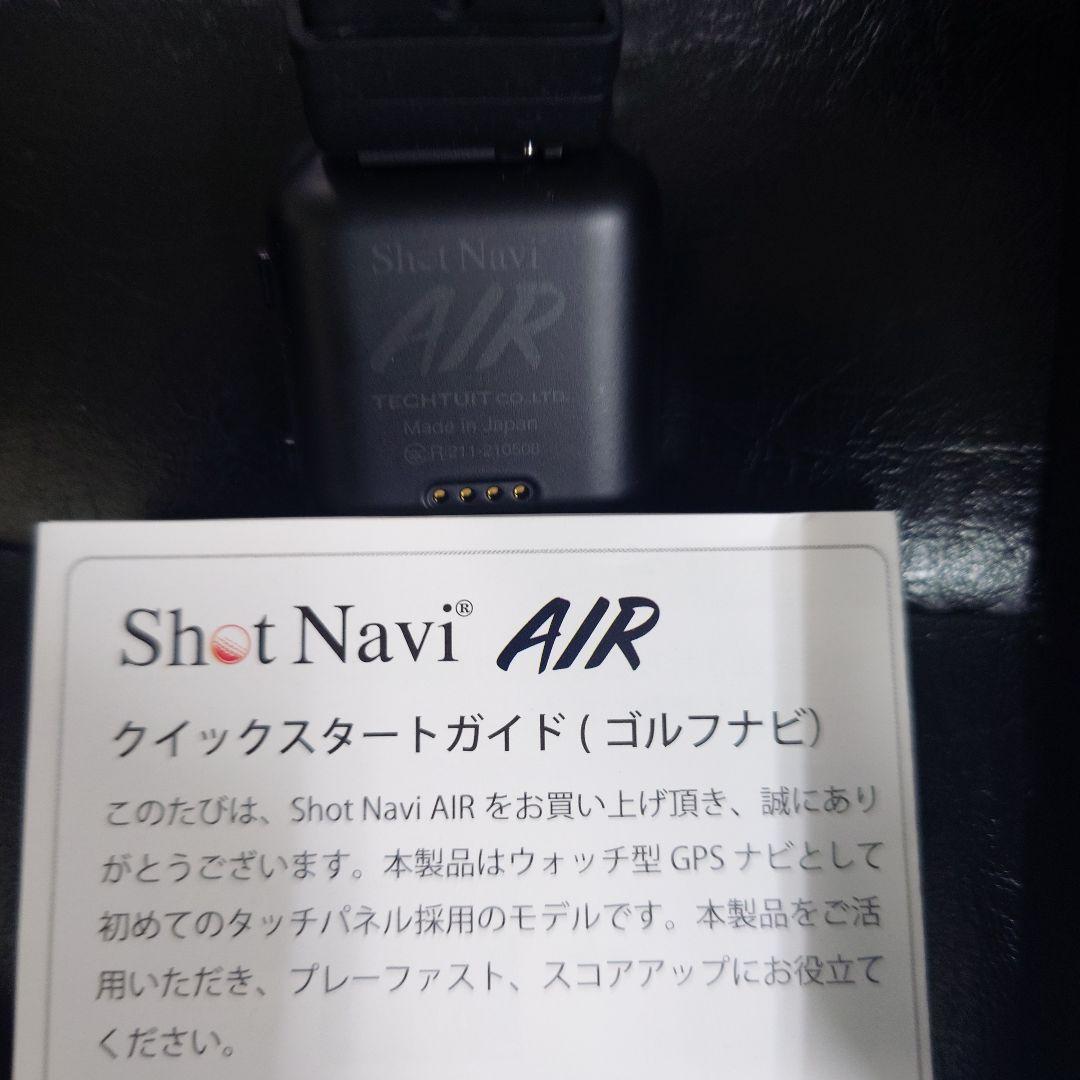 Shot Navi
AIR
TECHTUIT CO.,LTD.
Made in Japan
R 211-210508
Shot Navi® AIR
クイックスタートガイド ( ゴルフナビ）
このたびは、Shot Navi AIR をお買い上げ頂き、誠にあり
がとうございます。本製品はウォッチ型 GPS ナビとして
初めてのタッチパネル採用のモデルです。本製品をご活
用いただき、プレーファスト、スコアアップにお役立て
ください。